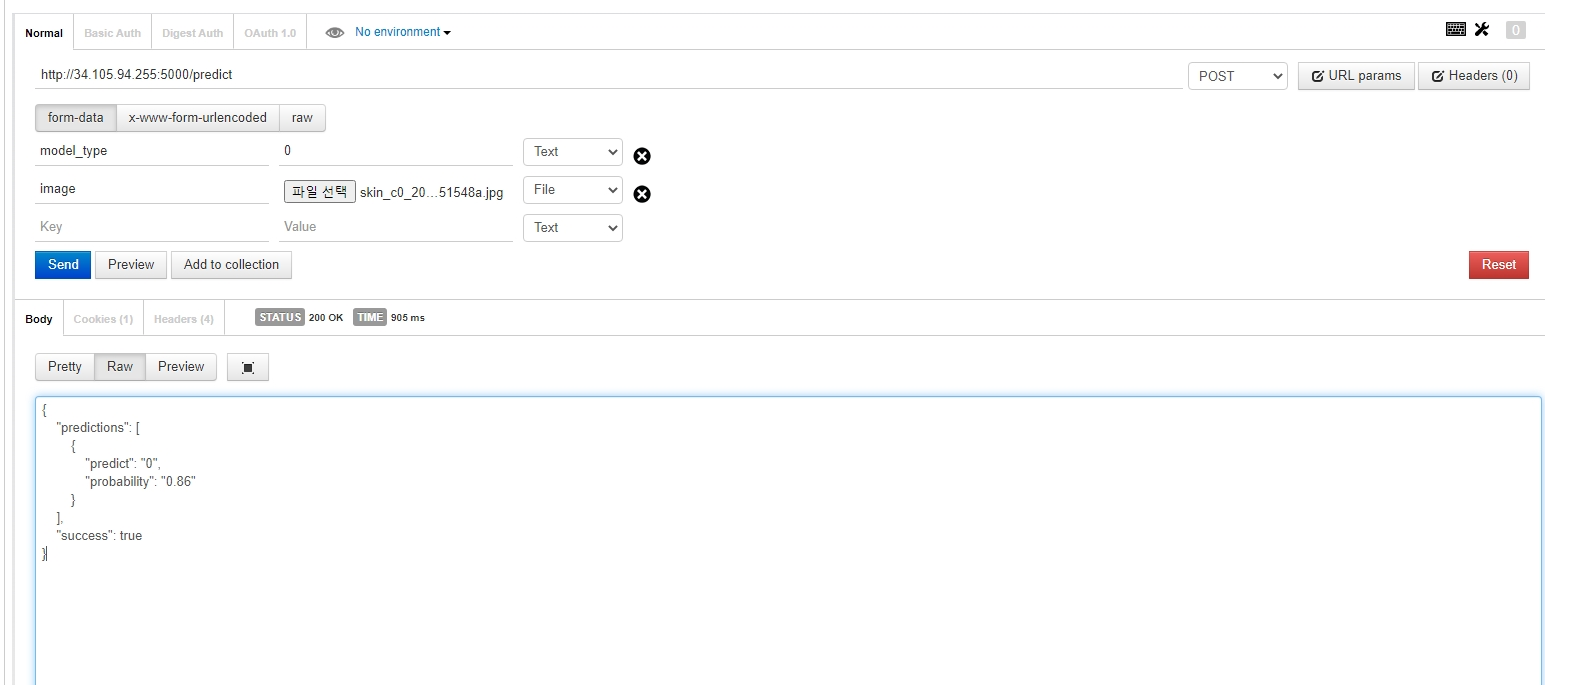 Normal Basic Auth Digest Auth OAuth 1.0 No environment 0
http://34.105.94.255:5000/predict POST URL params Headers (0)
form-data x-www-form-urlencoded raw
model_type 0 Text
image 파일 선택 skin_c0_20...51548a.jpg File
Key Value Text
Send Preview Add to collection Reset
Body Cookies (1) Headers (4) STATUS 200 OK TIME 905 ms
Pretty Raw Preview
{
"predictions": [
{
"predict": "0",
"probability": "0.86"
}
],
"success": true
}